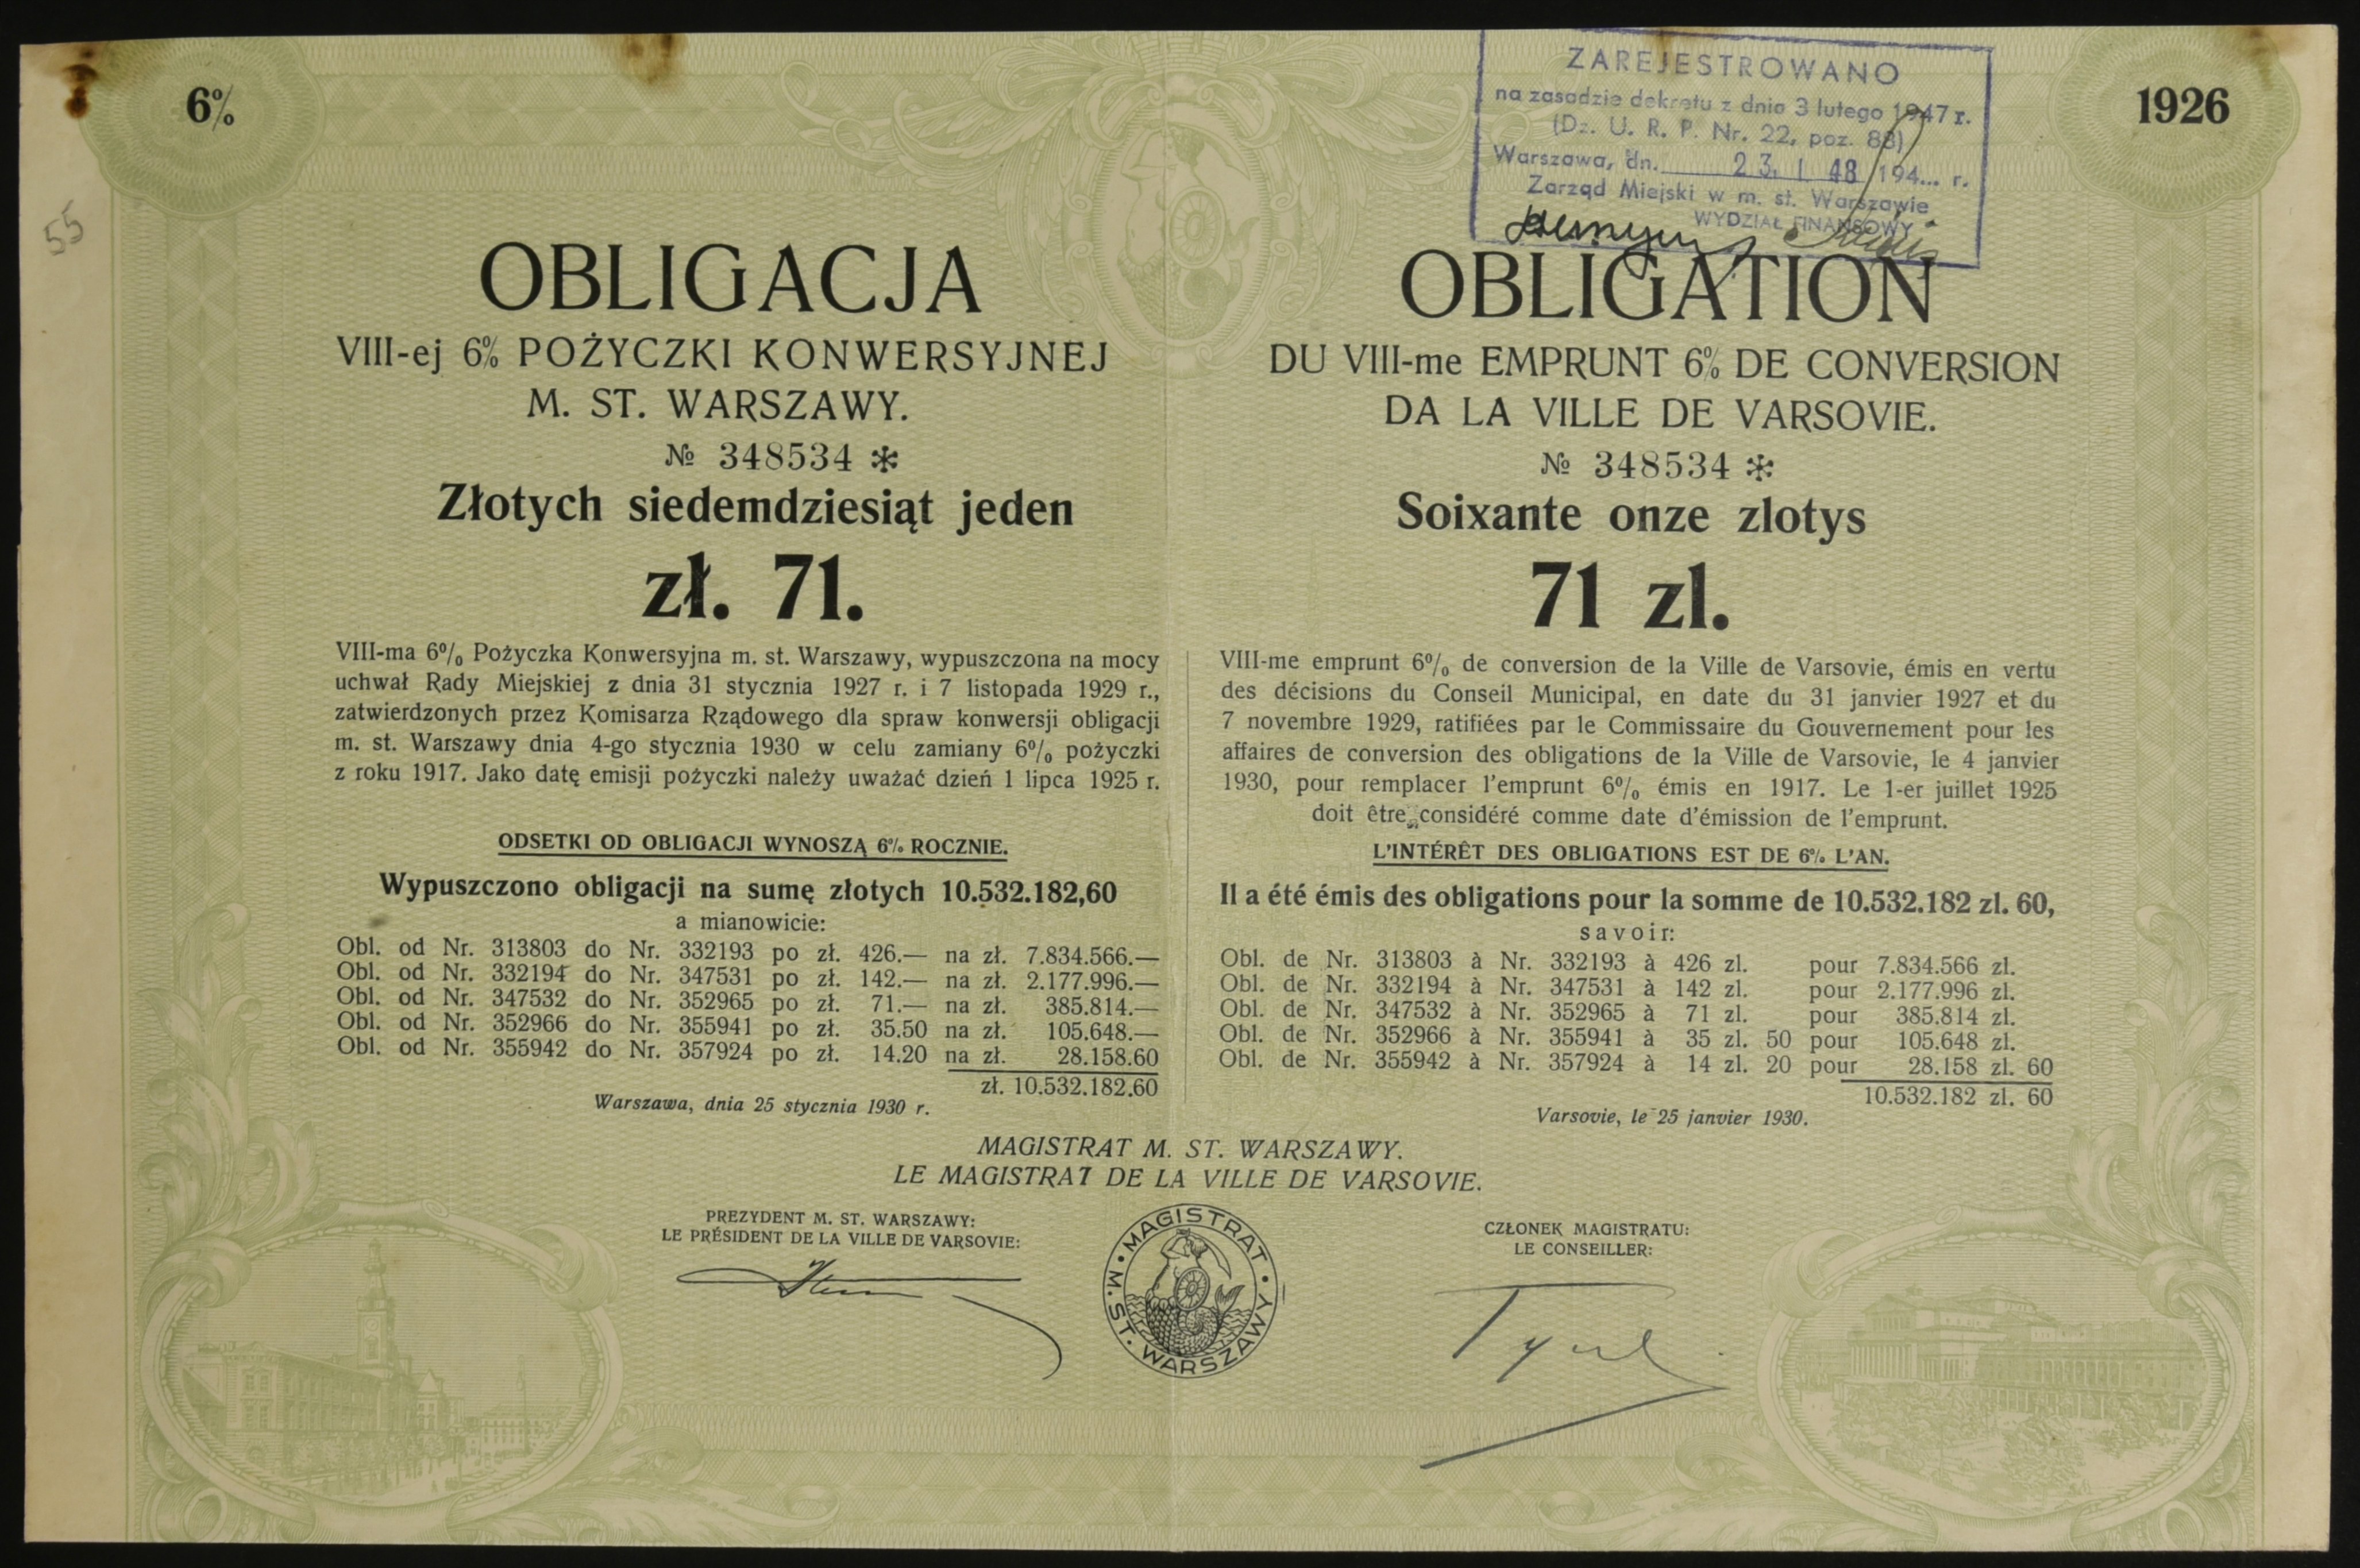 6%
1926
55
ZAREJESTROWANO
na zasadzie dekretu z dnia 3 lutego 1947 r.
(Dz. U. R. P. Nr. 22, poz. 88)
Warszawa, dn. 23. I. 48 194... r.
Zarząd Miejski w m. st. Warszawie
WYDZIAŁ FINANSOWY
OBLIGACJA
VIII-ej 6% POŻYCZKI KONWERSYJNEJ
M. ST. WARSZAWY.
№ 348534 *
Złotych siedemdziesiąt jeden
zł. 71.
VIII-ma 6% Pożyczka Konwersyjna m. st. Warszawy, wypuszczona na mocy
uchwał Rady Miejskiej z dnia 31 stycznia 1927 r. i 7 listopada 1929 r.,
zatwierdzonych przez Komisarza Rządowego dla spraw konwersji obligacji
m. st. Warszawy dnia 4-go stycznia 1930 w celu zamiany 6% pożyczki
z roku 1917. Jako datę emisji pożyczki należy uważać dzień 1 lipca 1925 r.
ODSETKI OD OBLIGACJI WYNOSZĄ 6% ROCZNIE.
Wypuszczono obligacji na sumę złotych 10.532.182,60
a mianowicie:
Obl. od Nr. 313803 do Nr. 332193 po zł. 426.— na zł. 7.834.566.—
Obl. od Nr. 332194 do Nr. 347531 po zł. 142.— na zł. 2.177.996.—
Obl. od Nr. 347532 do Nr. 352965 po zł. 71.— na zł. 385.814.—
Obl. od Nr. 352966 do Nr. 355941 po zł. 35.50 na zł. 105.648.—
Obl. od Nr. 355942 do Nr. 357924 po zł. 14.20 na zł. 28.158.60
zł. 10.532.182.60
Warszawa, dnia 25 stycznia 1930 r.
OBLIGATION
DU VIII-me EMPRUNT 6% DE CONVERSION
DA LA VILLE DE VARSOVIE.
№ 348534 *
Soixante onze zlotys
71 zl.
VIII-me emprunt 6% de conversion de la Ville de Varsovie, émis en vertu
des décisions du Conseil Municipal, en date du 31 janvier 1927 et du
7 novembre 1929, ratifiées par le Commissaire du Gouvernement pour les
affaires de conversion des obligations de la Ville de Varsovie, le 4 janvier
1930, pour remplacer l'emprunt 6% émis en 1917. Le 1-er juillet 1925
doit être considéré comme date d'émission de l'emprunt.
L'INTÉRÊT DES OBLIGATIONS EST DE 6% L'AN.
Il a été émis des obligations pour la somme de 10.532.182 zl. 60,
savoir:
Obl. de Nr. 313803 à Nr. 332193 à 426 zl. pour 7.834.566 zl.
Obl. de Nr. 332194 à Nr. 347531 à 142 zl. pour 2.177.996 zl.
Obl. de Nr. 347532 à Nr. 352965 à 71 zl. pour 385.814 zl.
Obl. de Nr. 352966 à Nr. 355941 à 35 zl. 50 pour 105.648 zl.
Obl. de Nr. 355942 à Nr. 357924 à 14 zl. 20 pour 28.158 zl. 60
10.532.182 zl. 60
Varsovie, le 25 janvier 1930.
MAGISTRAT M. ST. WARSZAWY.
LE MAGISTRAT DE LA VILLE DE VARSOVIE.
PREZYDENT M. ST. WARSZAWY:
LE PRÉSIDENT DE LA VILLE DE VARSOVIE:
MAGISTRAT • M. ST. WARSZAWY •
CZŁONEK MAGISTRATU:
LE CONSEILLER: